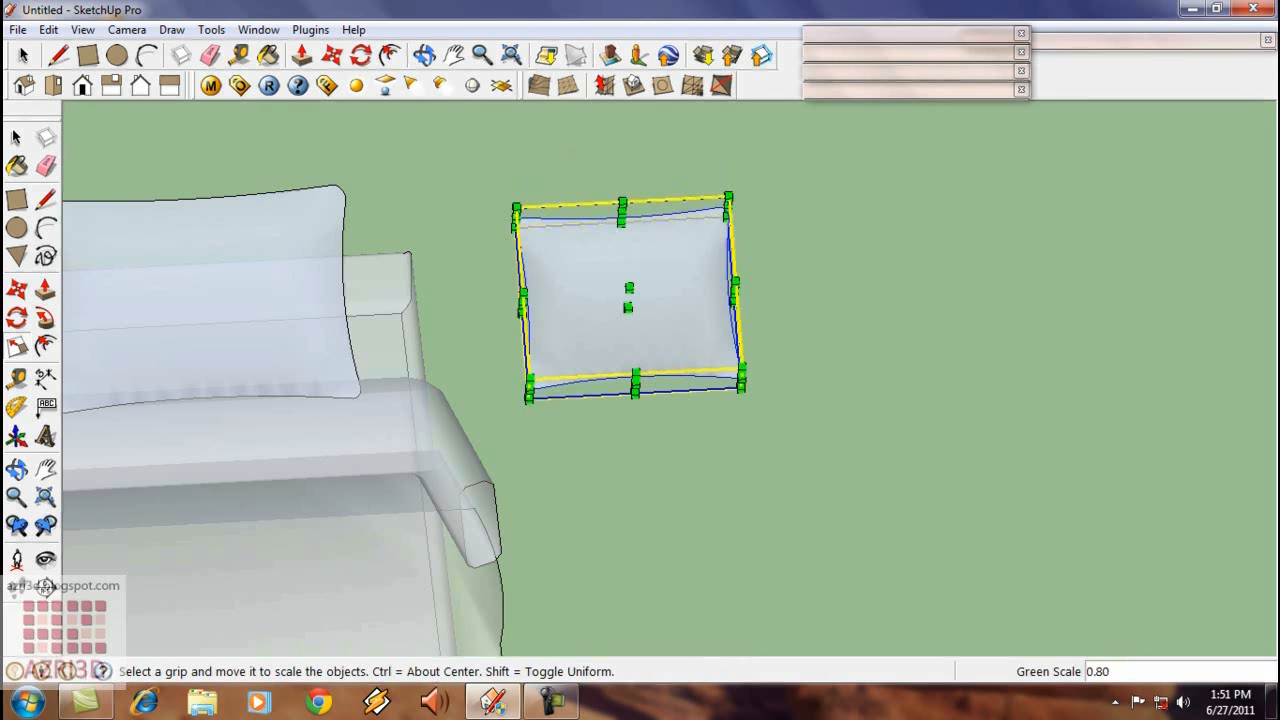 Untitled - SketchUp Pro
File Edit View Camera Draw Tools Window Plugins Help
M O R ? F
ABC
A
azri3d.blogspot.com
AZRI3D
Select a grip and move it to scale the objects. Ctrl = About Center. Shift = Toggle Uniform.
Green Scale 0.80
1:51 PM
6/27/2011